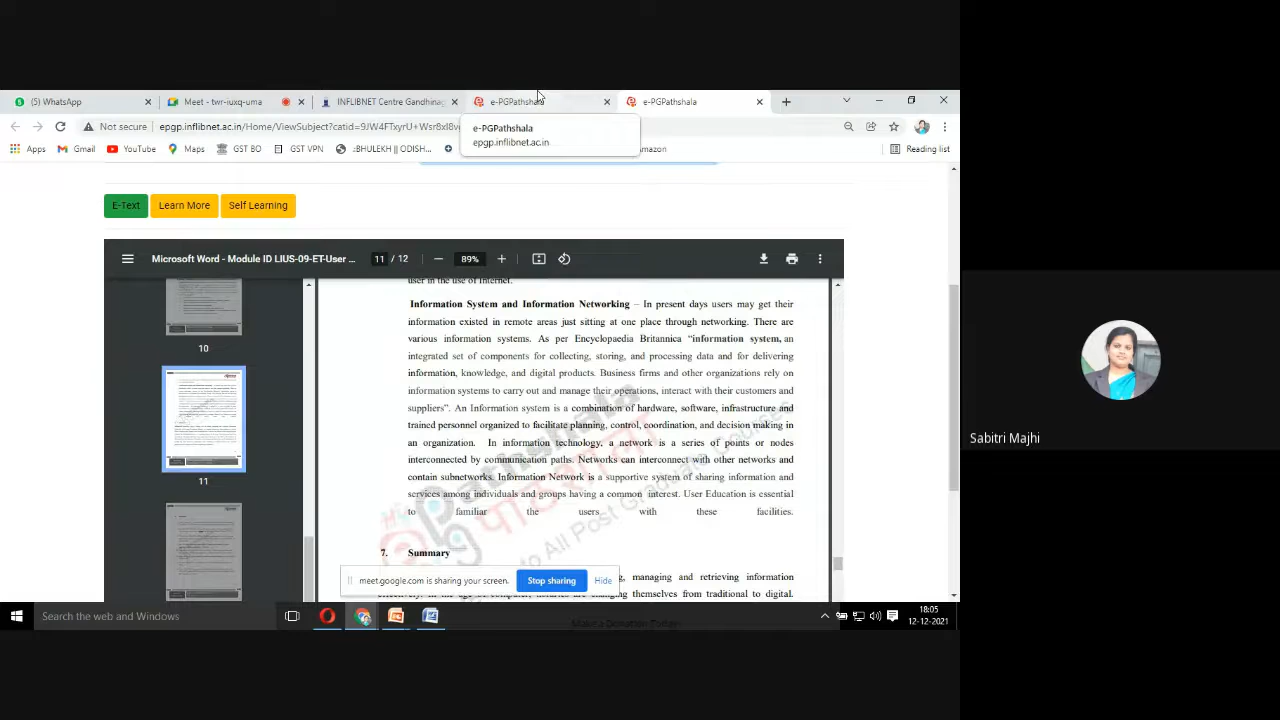 (5) WhatsApp
Meet - twr-iuxq-uma
INFLIBNET Centre Gandhinag
e-PGPathshala
e-PGPathshala
Not secure
epgp.inflibnet.ac.in/Home/ViewSubject?catid=9JW4FTxyrU+Wsr8xI8v
e-PGPathshala
epgp.inflibnet.ac.in
Apps
Gmail
YouTube
Maps
GST BO
GST VPN
:BHULEKH || ODISH...
mazon
Reading list
E-Text
Learn More
Self Learning
Microsoft Word - Module ID LIUS-09-ET-User ...
11 / 12
89%
10
11
user in the use of Internet.
Information System and Information Networking – In present days users may get their
information existed in remote areas just sitting at one place through networking. There are
various information systems. As per Encyclopaedia Britannica “information system, an
integrated set of components for collecting, storing, and processing data and for delivering
information, knowledge, and digital products. Business firms and other organizations rely on
information systems to carry out and manage their operations, interact with their customers and
suppliers”. An Information system is a combination of hardware, software, infrastructure and
trained personnel organized to facilitate planning, control, coordination, and decision making in
an organization. In information technology, a network is a series of points or nodes
interconnected by communication paths. Networks can interconnect with other networks and
contain subnetworks. Information Network is a supportive system of sharing information and
services among individuals and groups having a common interest. User Education is essential
to familiar the users with these facilities.
7. Summary
managing and retrieving information
themselves from traditional to digital.
meet.google.com is sharing your screen.
Stop sharing
Hide
Search the web and Windows
18:05
12-12-2021
Sabitri Majhi